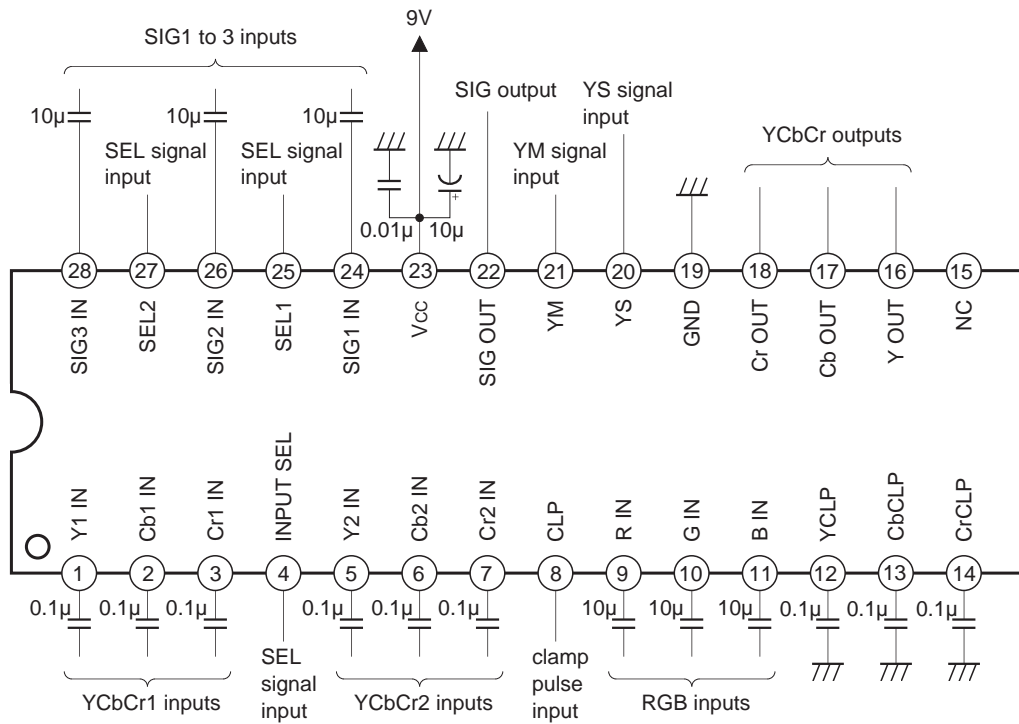 9V
SIG1 to 3 inputs
SIG output
YS signal
input
YCbCr outputs
10μ
10μ
10μ
SEL signal
input
SEL signal
input
YM signal
input
0.01μ
10μ
+
28
27
26
25
24
23
22
21
20
19
18
17
16
15
SIG3 IN
SEL2
SIG2 IN
SEL1
SIG1 IN
Vcc
SIG OUT
YM
YS
GND
Cr OUT
Cb OUT
Y OUT
NC
Y1 IN
Cb1 IN
Cr1 IN
INPUT SEL
Y2 IN
Cb2 IN
Cr2 IN
CLP
R IN
G IN
B IN
YCLP
CbCLP
CrCLP
1
2
3
4
5
6
7
8
9
10
11
12
13
14
0.1μ
0.1μ
0.1μ
0.1μ
0.1μ
0.1μ
10μ
10μ
10μ
0.1μ
0.1μ
0.1μ
YCbCr1 inputs
SEL
signal
input
YCbCr2 inputs
clamp
pulse
input
RGB inputs